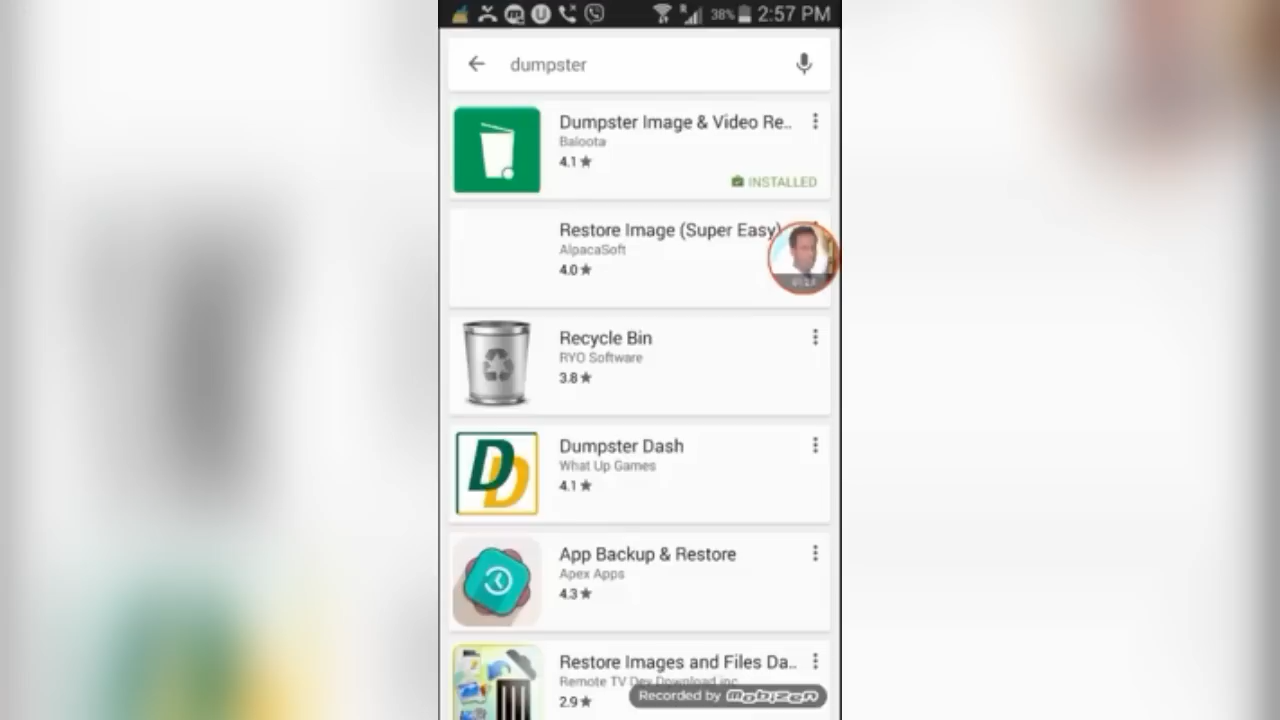 38% 2:57 PM
dumpster
Dumpster Image & Video Re..
Baloota
4.1★
INSTALLED
Restore Image (Super Easy)
AlpacaSoft
4.0★
Recycle Bin
RYO Software
3.8★
DD
Dumpster Dash
What Up Games
4.1★
App Backup & Restore
Apex Apps
4.3★
Restore Images and Files Da..
Remote TV Dev Download inc
2.9★
Recorded by mobizen